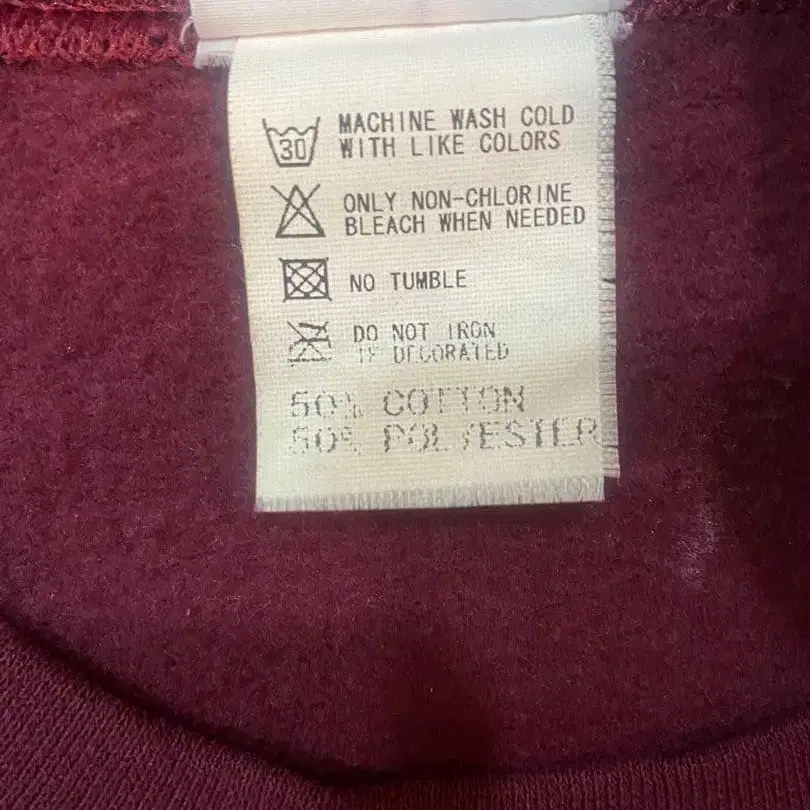 30
MACHINE WASH COLD
WITH LIKE COLORS
ONLY NON-CHLORINE
BLEACH WHEN NEEDED
NO TUMBLE
DO NOT IRON
IF DECORATED
50% COTTON
50% POLYESTER